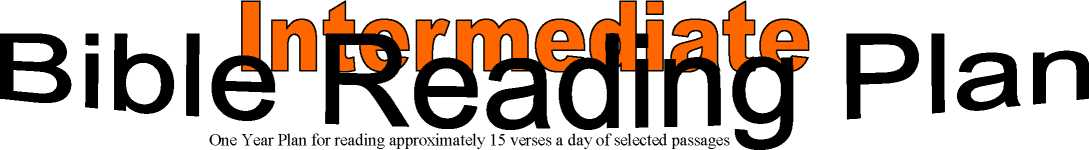 Intermediate
Bible Reading Plan
One Year Plan for reading approximately 15 verses a day of selected passages